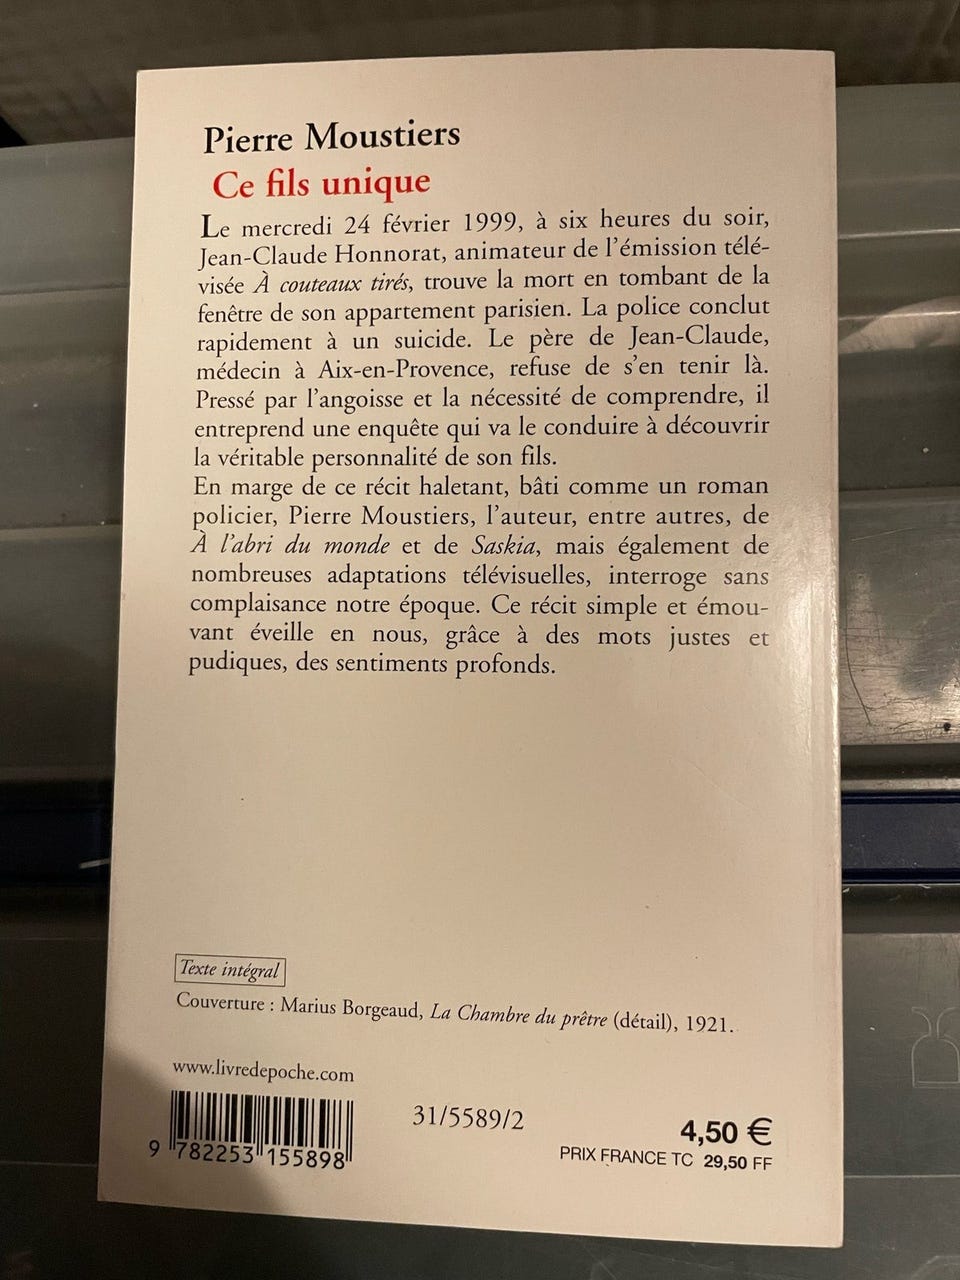 Pierre Moustiers
Ce fils unique
Le mercredi 24 février 1999, à six heures du soir,
Jean-Claude Honnorat, animateur de l'émission télé-
visée À couteaux tirés, trouve la mort en tombant de la
fenêtre de son appartement parisien. La police conclut
rapidement à un suicide. Le père de Jean-Claude,
médecin à Aix-en-Provence, refuse de s'en tenir là.
Pressé par l'angoisse et la nécessité de comprendre, il
entreprend une enquête qui va le conduire à découvrir
la véritable personnalité de son fils.
En marge de ce récit haletant, bâti comme un roman
policier, Pierre Moustiers, l'auteur, entre autres, de
À l'abri du monde et de Saskia, mais également de
nombreuses adaptations télévisuelles, interroge sans
complaisance notre époque. Ce récit simple et émou-
vant éveille en nous, grâce à des mots justes et
pudiques, des sentiments profonds.
Texte intégral
Couverture : Marius Borgeaud, La Chambre du prêtre (détail), 1921.
www.livredepoche.com
9 782253 155898
31/5589/2
4,50 €
PRIX FRANCE TC 29,50 FF